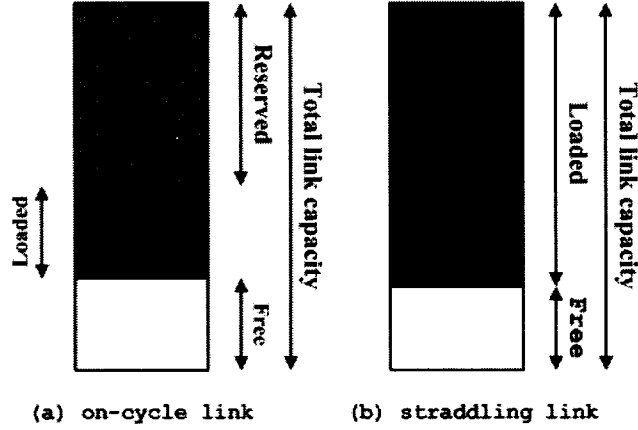 Loaded
Reserved
Free
Total link capacity
Loaded
Free
Total link capacity
(a) on-cycle link
(b) straddling link